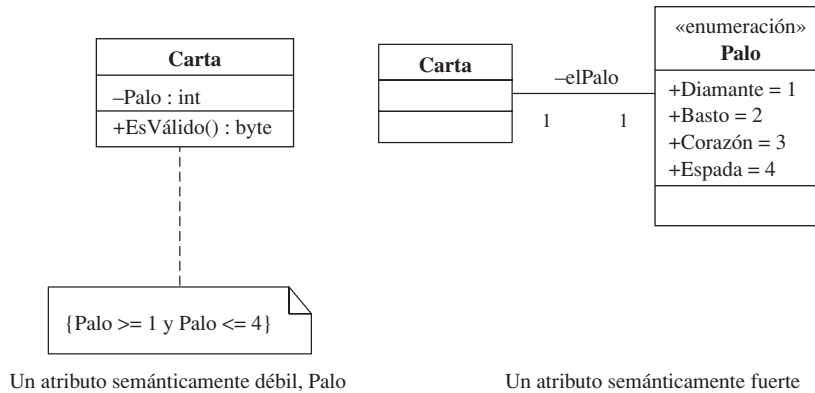 Carta
–Palo : int
+EsVálido() : byte
{Palo >= 1 y Palo <= 4}
Un atributo semánticamente débil, Palo
Carta
–elPalo
1
1
«enumeración»
Palo
+Diamante = 1
+Basto = 2
+Corazón = 3
+Espada = 4
Un atributo semánticamente fuerte